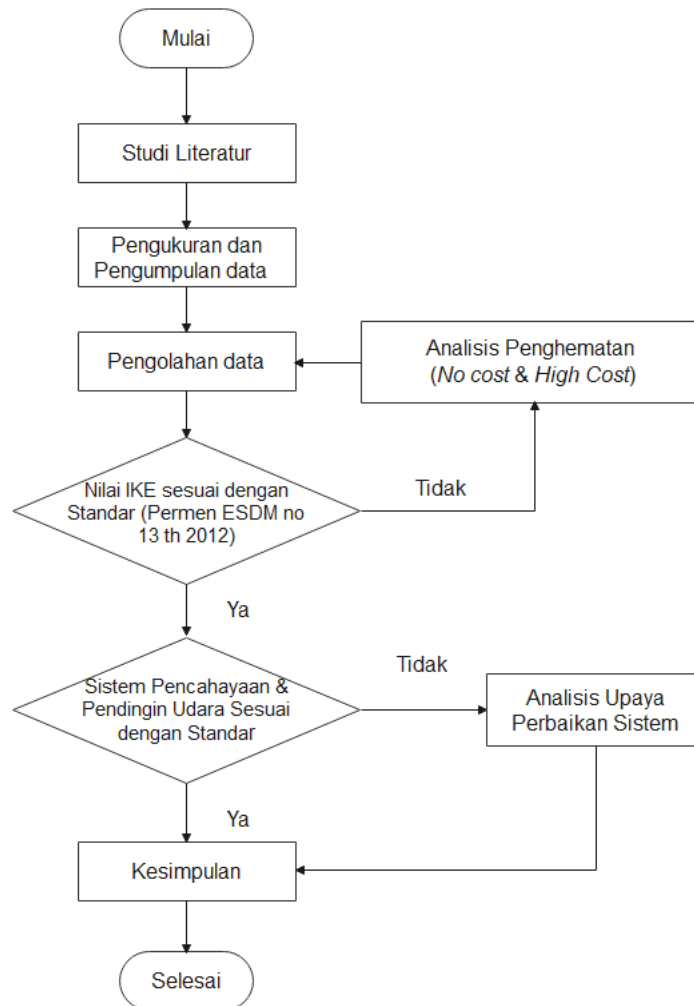 Mulai
Studi Literatur
Pengukuran dan
Pengumpulan data
Pengolahan data
Analisis Penghematan
(No cost & High Cost)
Nilai IKE sesuai dengan
Standar (Permen ESDM no
13 th 2012)
Tidak
Ya
Sistem Pencahayaan &
Pendingin Udara Sesuai
dengan Standar
Tidak
Analisis Upaya
Perbaikan Sistem
Ya
Kesimpulan
Selesai